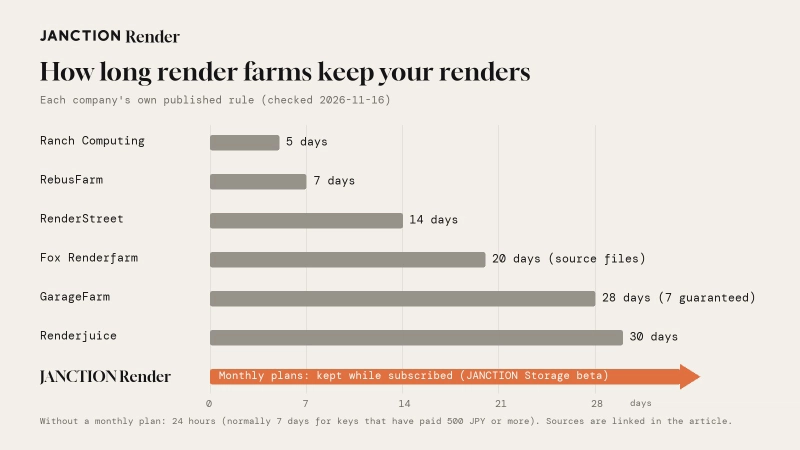 JANCTION Render
How long render farms keep your renders
Each company's own published rule (checked 2026-11-16)
Ranch Computing 5 days
RebusFarm 7 days
RenderStreet 14 days
Fox Renderfarm 20 days (source files)
GarageFarm 28 days (7 guaranteed)
Renderjuice 30 days
JANCTION Render Monthly plans: kept while subscribed (JANCTION Storage beta)
0 7 14 21 28 days
Without a monthly plan: 24 hours (normally 7 days for keys that have paid 500 JPY or more). Sources are linked in the article.